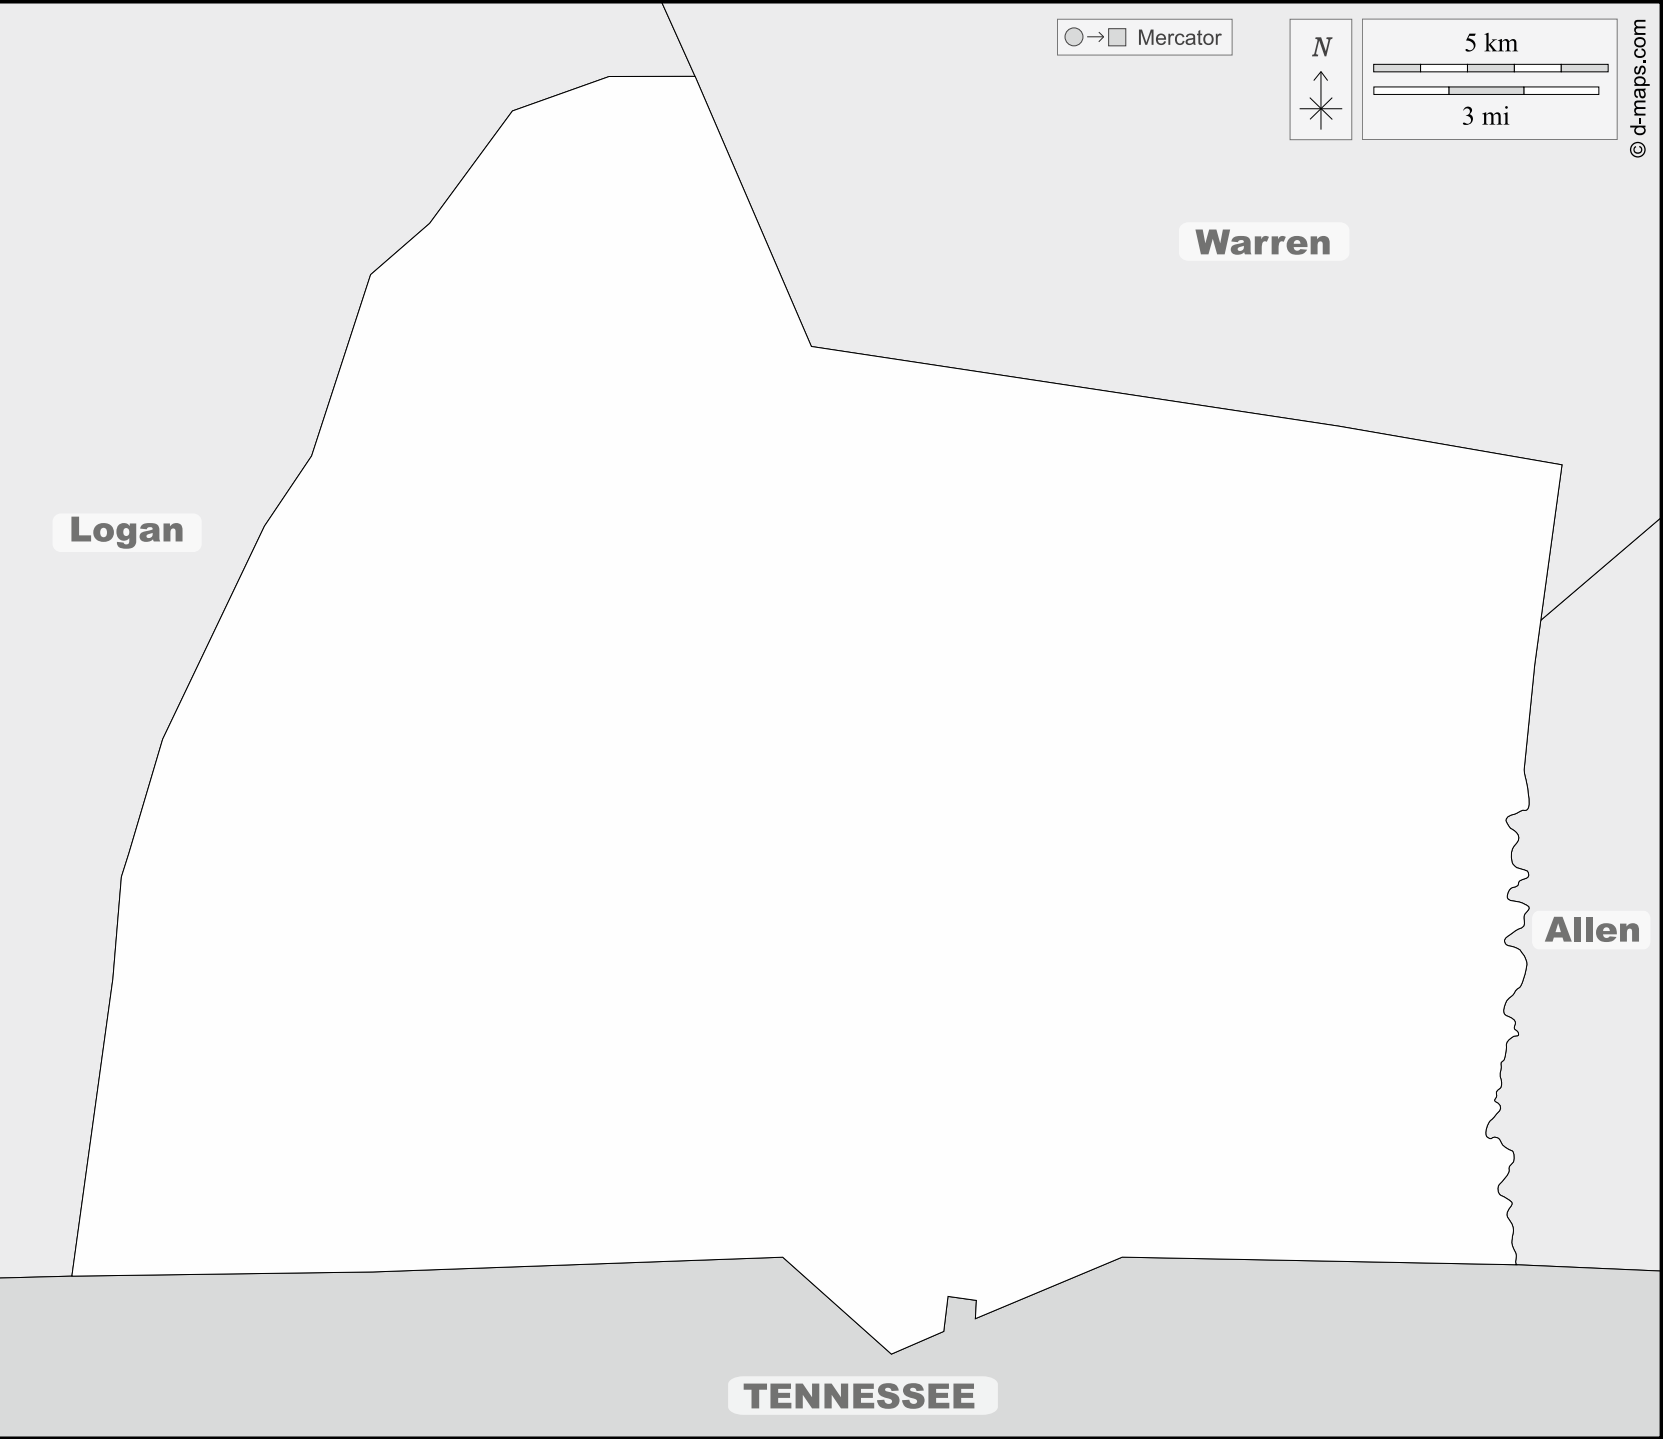 Mercator
N
5 km
3 mi
© d-maps.com
Warren
Logan
Allen
TENNESSEE